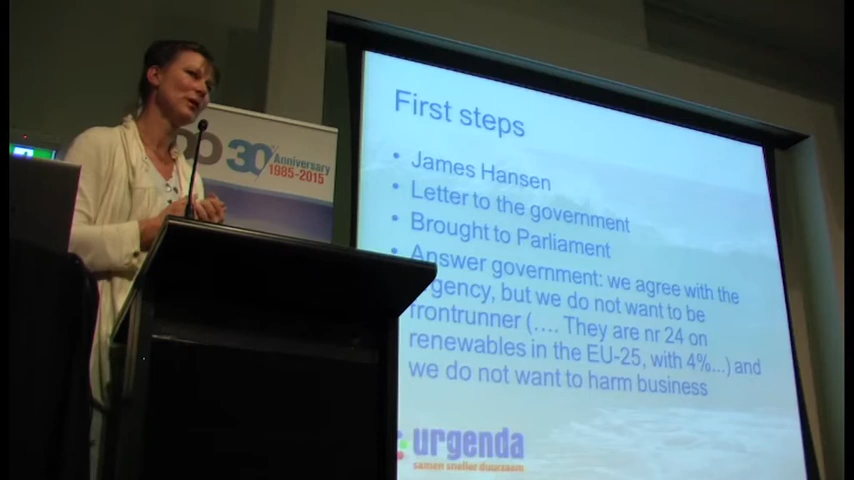 30th Anniversary
1985-2015
First steps
• James Hansen
• Letter to the government
• Brought to Parliament
• Answer government: we agree with the
urgency, but we do not want to be
frontrunner (…. They are nr 24 on
renewables in the EU-25, with 4%...) and
we do not want to harm business
urgenda
samen sneller duurzaam